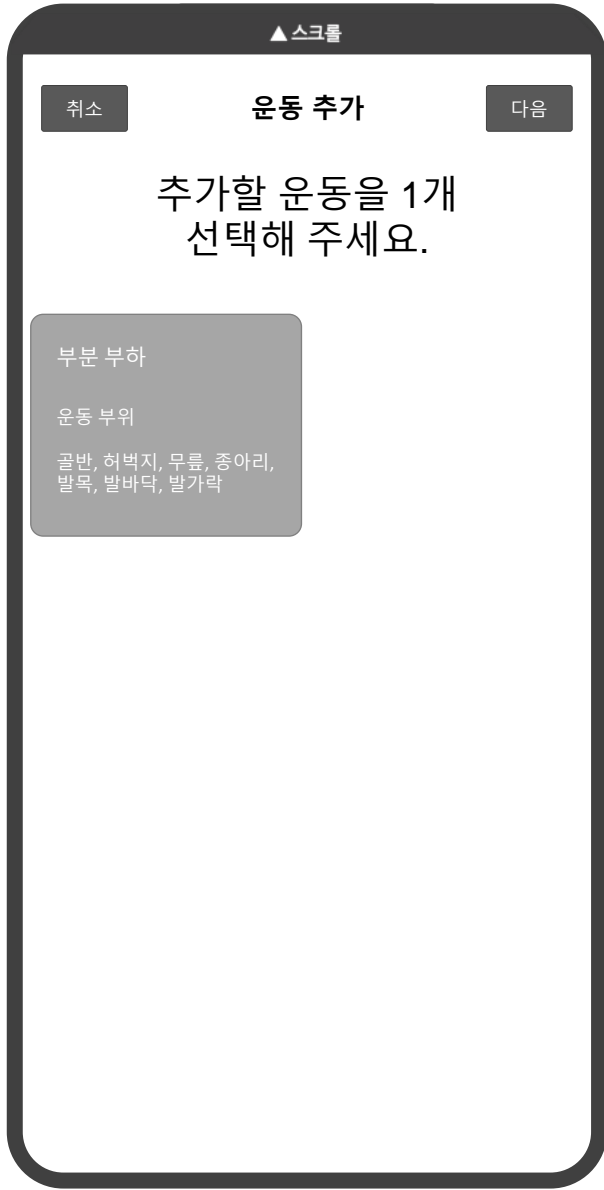 ▲스크롤
취소
운동 추가
다음
추가할 운동을 1개
선택해 주세요.
부분 부하
운동 부위
골반, 허벅지, 무릎, 종아리,
발목, 발바닥, 발가락